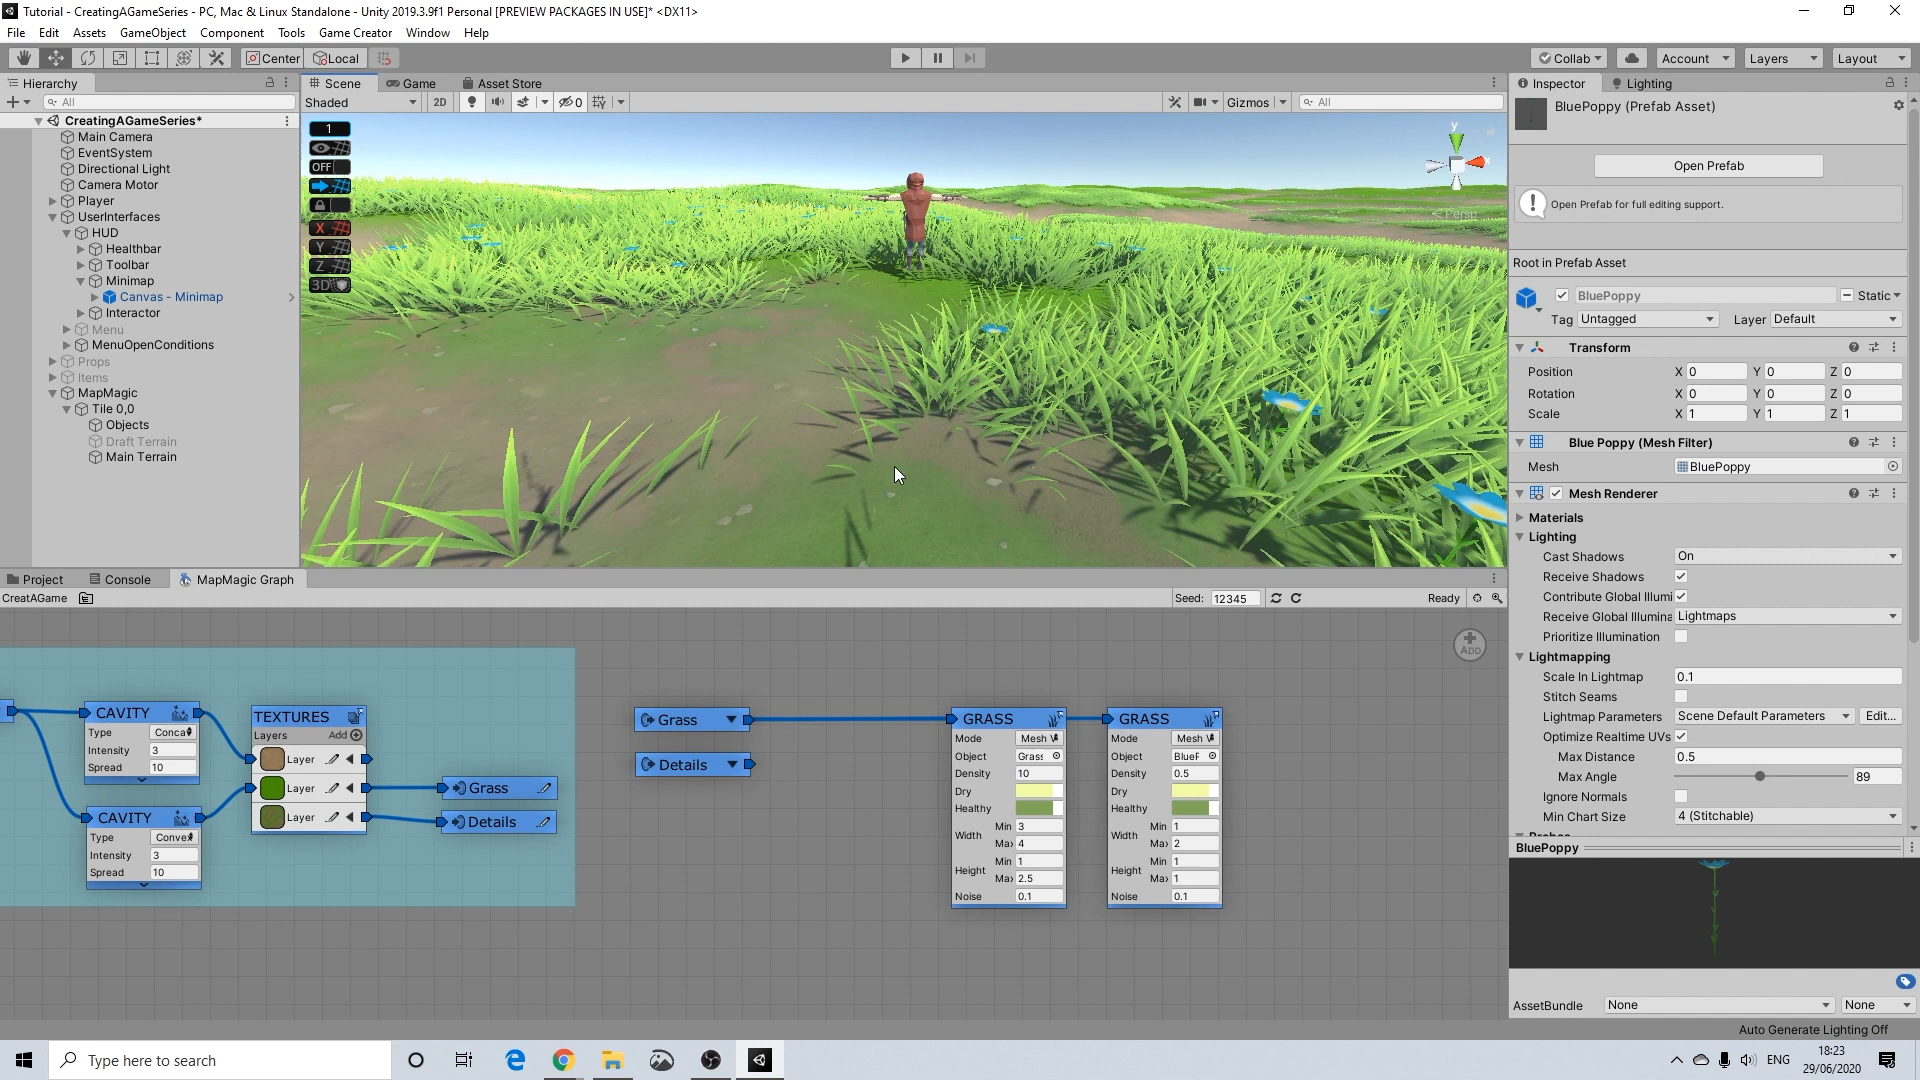 Tutorial - CreatingAGameSeries - PC, Mac & Linux Standalone - Unity 2019.3.9f1 Personal [PREVIEW PACKAGES IN USE]* <DX11>
File Edit Assets GameObject Component Tools Game Creator Window Help
Center Local Collab Account Layers Layout
Hierarchy
All
CreatingAGameSeries*
Main Camera
EventSystem
Directional Light
Camera Motor
Player
UserInterfaces
HUD
Healthbar
Toolbar
Minimap
Canvas - Minimap
Interactor
Menu
MenuOpenConditions
Props
Items
MapMagic
Tile 0,0
Objects
Draft Terrain
Main Terrain
Scene Game Asset Store
Shaded 2D 0 Gizmos All
1
OFF
X
Y
Z
3D
y
x
< Persp
Project Console MapMagic Graph
CreatAGame Seed: 12345 Ready
ADD
CAVITY
Type Conca
Intensity 3
Spread 10
CAVITY
Type Conve
Intensity 3
Spread 10
TEXTURES
Layers Add
Layer
Layer
Layer
Grass
Details
Grass
Details
GRASS
Mode Mesh
Object Grass
Density 10
Dry
Healthy
Width Min 3
Max 4
Height Min 1
Max 2.5
Noise 0.1
GRASS
Mode Mesh
Object BlueF
Density 0.5
Dry
Healthy
Width Min 1
Max 2
Height Min 1
Max 1
Noise 0.1
Inspector Lighting
BluePoppy (Prefab Asset)
Open Prefab
Open Prefab for full editing support.
Root in Prefab Asset
BluePoppy Static
Tag Untagged Layer Default
Transform
Position X 0 Y 0 Z 0
Rotation X 0 Y 0 Z 0
Scale X 1 Y 1 Z 1
Blue Poppy (Mesh Filter)
Mesh BluePoppy
Mesh Renderer
Materials
Lighting
Cast Shadows On
Receive Shadows
Contribute Global Illumi
Receive Global Illumina Lightmaps
Prioritize Illumination
Lightmapping
Scale In Lightmap 0.1
Stitch Seams
Lightmap Parameters Scene Default Parameters Edit...
Optimize Realtime UVs
Max Distance 0.5
Max Angle 89
Ignore Normals
Min Chart Size 4 (Stitchable)
BluePoppy
AssetBundle None None
Auto Generate Lighting Off
Type here to search
ENG
18:23
29/06/2020